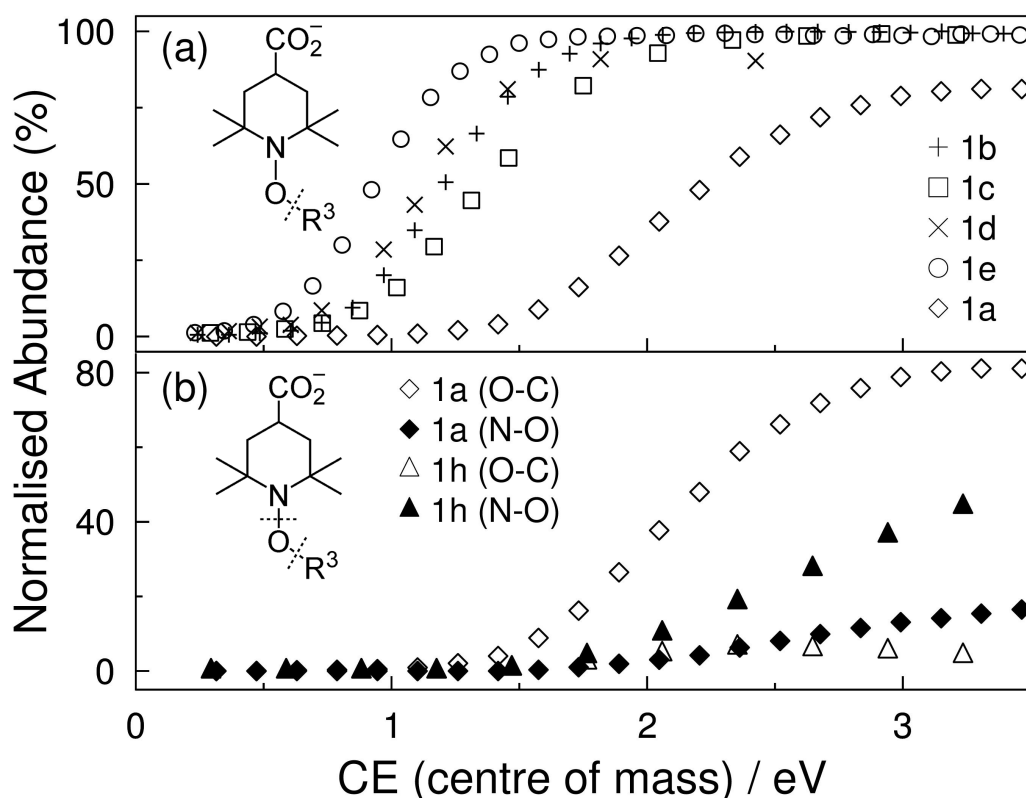 Normalised Abundance (%)
100
50
0
(a)
CO₂⁻
N
O
R³
1b
1c
1d
1e
1a
80
40
0
(b)
CO₂⁻
N
O
R³
1a (O-C)
1a (N-O)
1h (O-C)
1h (N-O)
0 1 2 3
CE (centre of mass) / eV